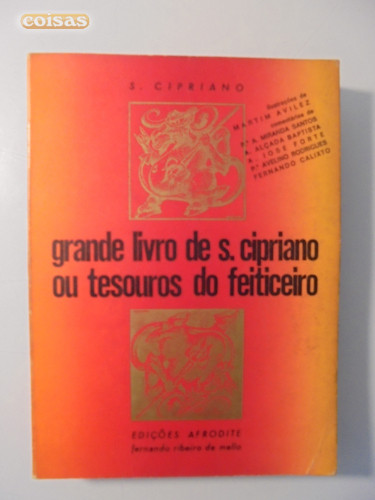 coisas
S. CIPRIANO
Ilustrações de
MARTIM AVILEZ
comentários de
P.e A. MIRANDA SANTOS
A. ALÇADA BAPTISTA
A. JOSÉ FORTE
P.e AVELINO RODRIGUES
FERNANDO CALIXTO
grande livro de s. cipriano
ou tesouros do feiticeiro
EDIÇÕES AFRODITE
fernando ribeiro de mello